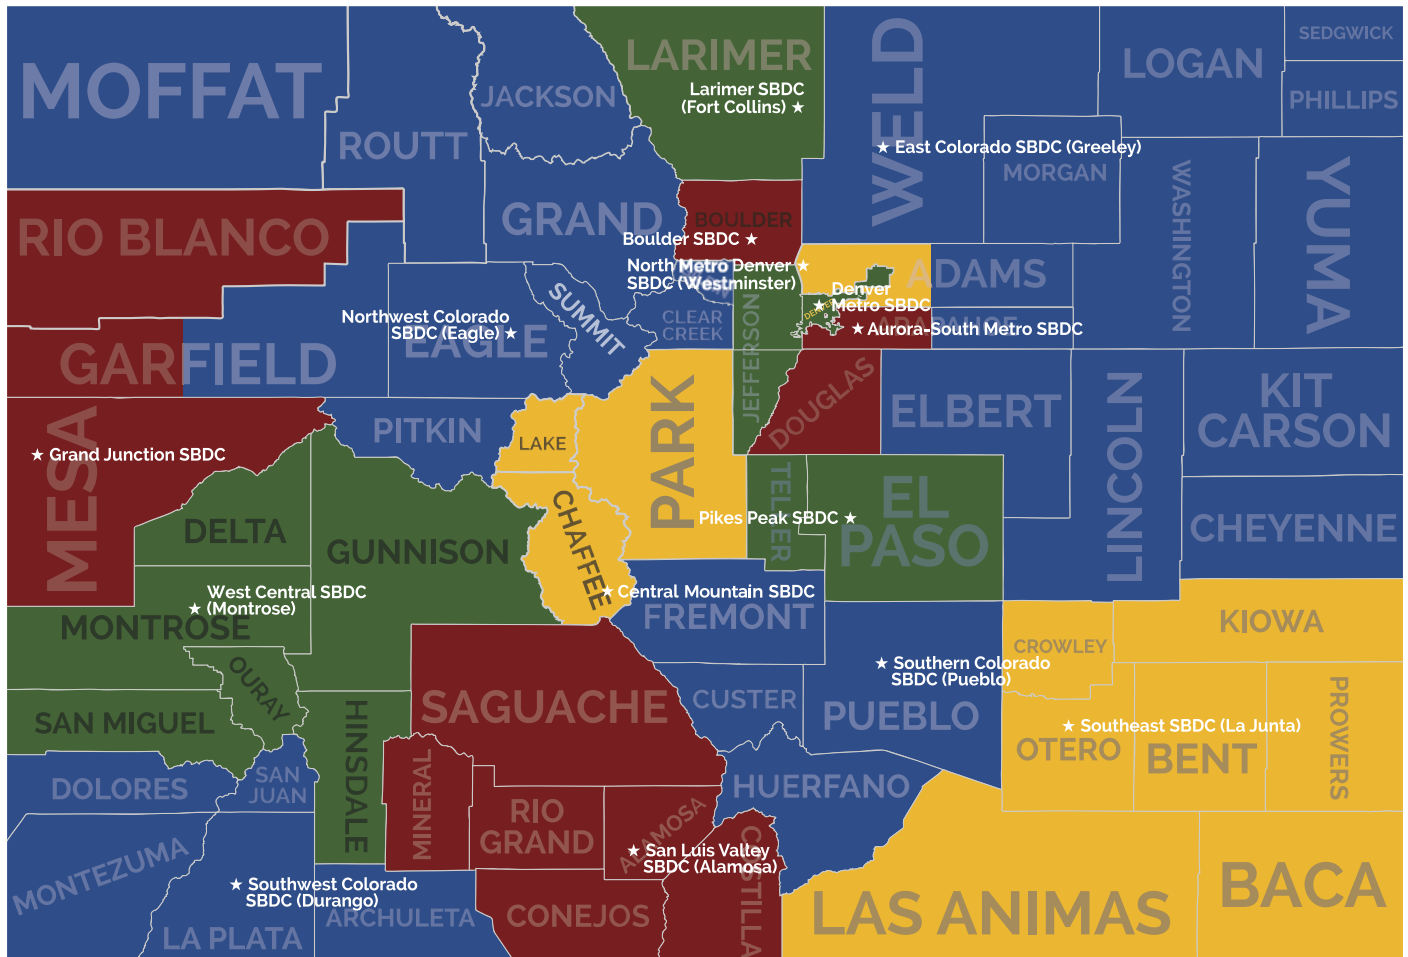 SEDGWICK
LARIMER
WELD
LOGAN
MOFFAT
JACKSON
Larimer SBDC
(Fort Collins)
PHILLIPS
ROUTT
East Colorado SBDC (Greeley)
MORGAN
WASHINGTON
YUMA
RIO BLANCO
GRAND
BOULDER
Boulder SBDC
North Metro Denver
SBDC (Westminster)
ADAMS
Denver
Metro SBDC
DENVER
SUMMIT
Northwest Colorado
SBDC (Eagle)
EAGLE
CLEAR
CREEK
ARAPAHOE
Aurora-South Metro SBDC
GARFIELD
JEFFERSON
DOUGLAS
PARK
ELBERT
LINCOLN
KIT
CARSON
PITKIN
LAKE
MESA
Grand Junction SBDC
TELLER
EL
PASO
Pikes Peak SBDC
CHAFFEE
DELTA
GUNNISON
CHEYENNE
West Central SBDC
(Montrose)
MONTROSE
Central Mountain SBDC
FREMONT
KIOWA
CROWLEY
OURAY
Southern Colorado
SBDC (Pueblo)
PUEBLO
CUSTER
SAGUACHE
SAN MIGUEL
HINSDALE
Southeast SBDC (La Junta)
OTERO
BENT
PROWERS
DOLORES
SAN
JUAN
MINERAL
RIO
GRAND
ALAMOSA
HUERFANO
San Luis Valley
SBDC (Alamosa)
COSTILLA
MONTEZUMA
Southwest Colorado
SBDC (Durango)
LA PLATA
ARCHULETA
CONEJOS
LAS ANIMAS
BACA